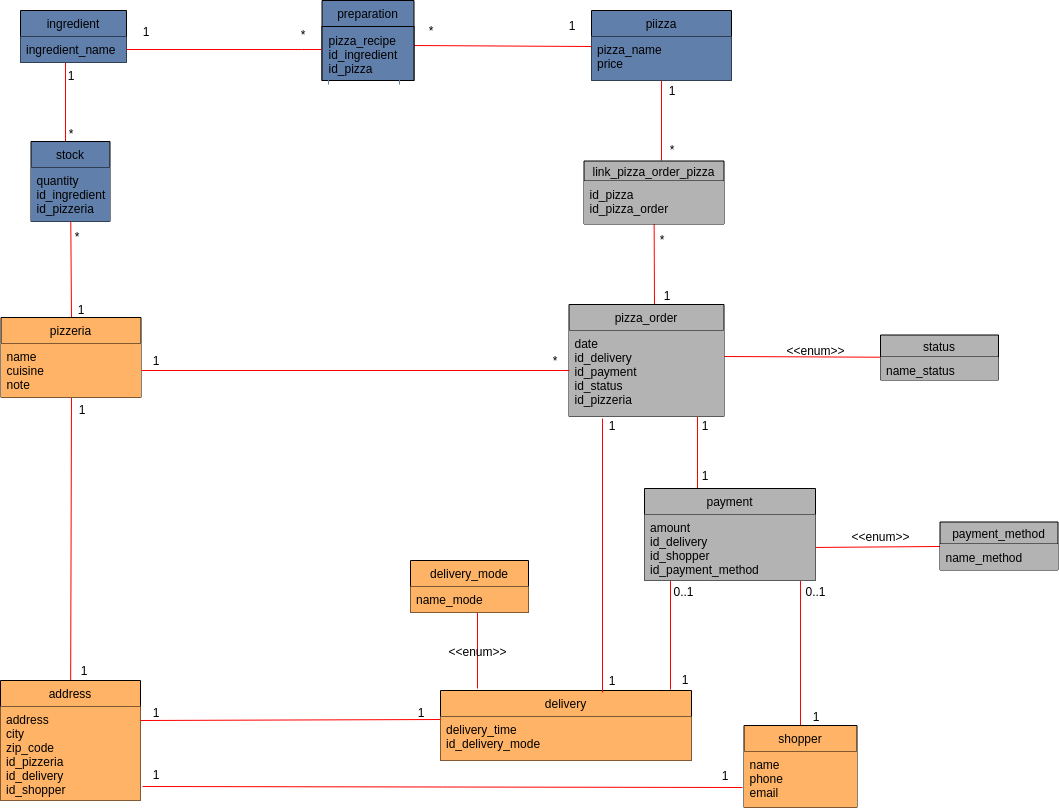 ingredient
ingredient_name
1
*
preparation
pizza_recipe
id_ingredient
id_pizza
*
1
piizza
pizza_name
price
1
*
stock
quantity
id_ingredient
id_pizzeria
1
*
link_pizza_order_pizza
id_pizza
id_pizza_order
*
1
*
1
pizzeria
name
cuisine
note
1
*
pizza_order
date
id_delivery
id_payment
id_status
id_pizzeria
<<enum>>
status
name_status
1
1
1
1
payment
amount
id_delivery
id_shopper
id_payment_method
<<enum>>
payment_method
name_method
delivery_mode
name_mode
<<enum>>
0..1
0..1
1
1
1
1
address
address
city
zip_code
id_pizzeria
id_delivery
id_shopper
1
1
delivery
delivery_time
id_delivery_mode
1
1
shopper
name
phone
email